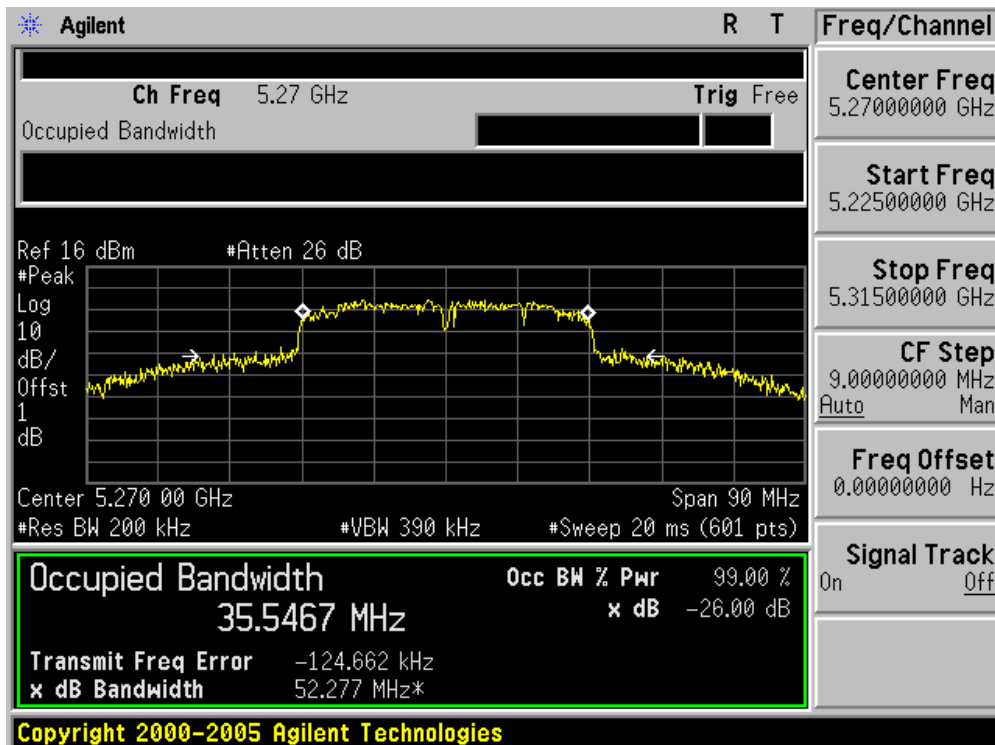 Agilent R T
Freq/Channel
Ch Freq 5.27 GHz Trig Free
Occupied Bandwidth
Center Freq
5.27000000 GHz
Start Freq
5.22500000 GHz
Stop Freq
5.31500000 GHz
CF Step
9.00000000 MHz
Auto Man
Freq Offset
0.00000000 Hz
Signal Track
On Off
Ref 16 dBm #Atten 26 dB
#Peak
Log
10
dB/
Offst
1
dB
Center 5.270 00 GHz Span 90 MHz
#Res BW 200 kHz #VBW 390 kHz #Sweep 20 ms (601 pts)
Occupied Bandwidth
35.5467 MHz
Occ BW % Pwr 99.00 %
x dB -26.00 dB
Transmit Freq Error -124.662 kHz
x dB Bandwidth 52.277 MHz*
Copyright 2000-2005 Agilent Technologies